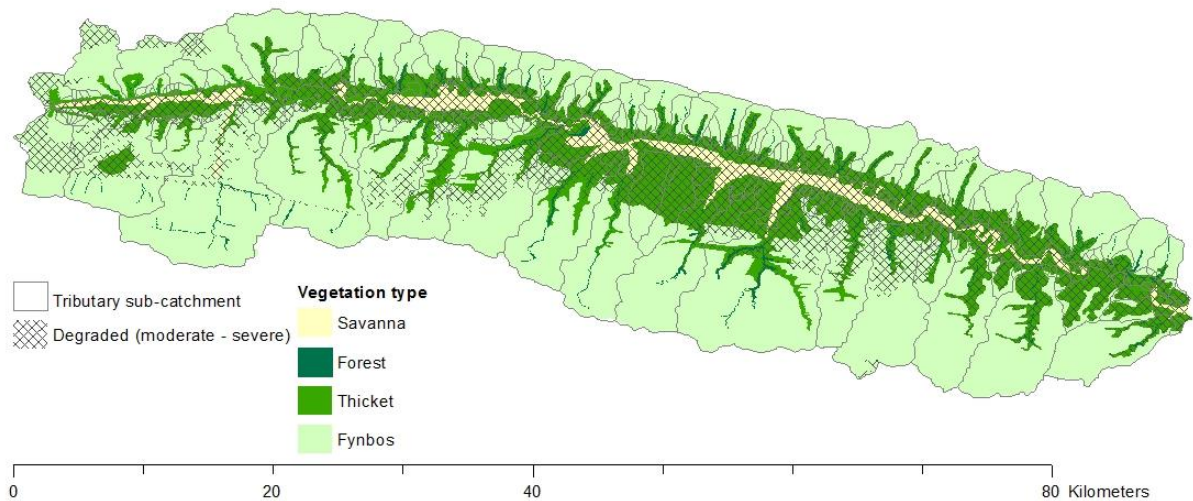 Tributary sub-catchment
Degraded (moderate - severe)
Vegetation type
Savanna
Forest
Thicket
Fynbos
0 20 40 80 Kilometers